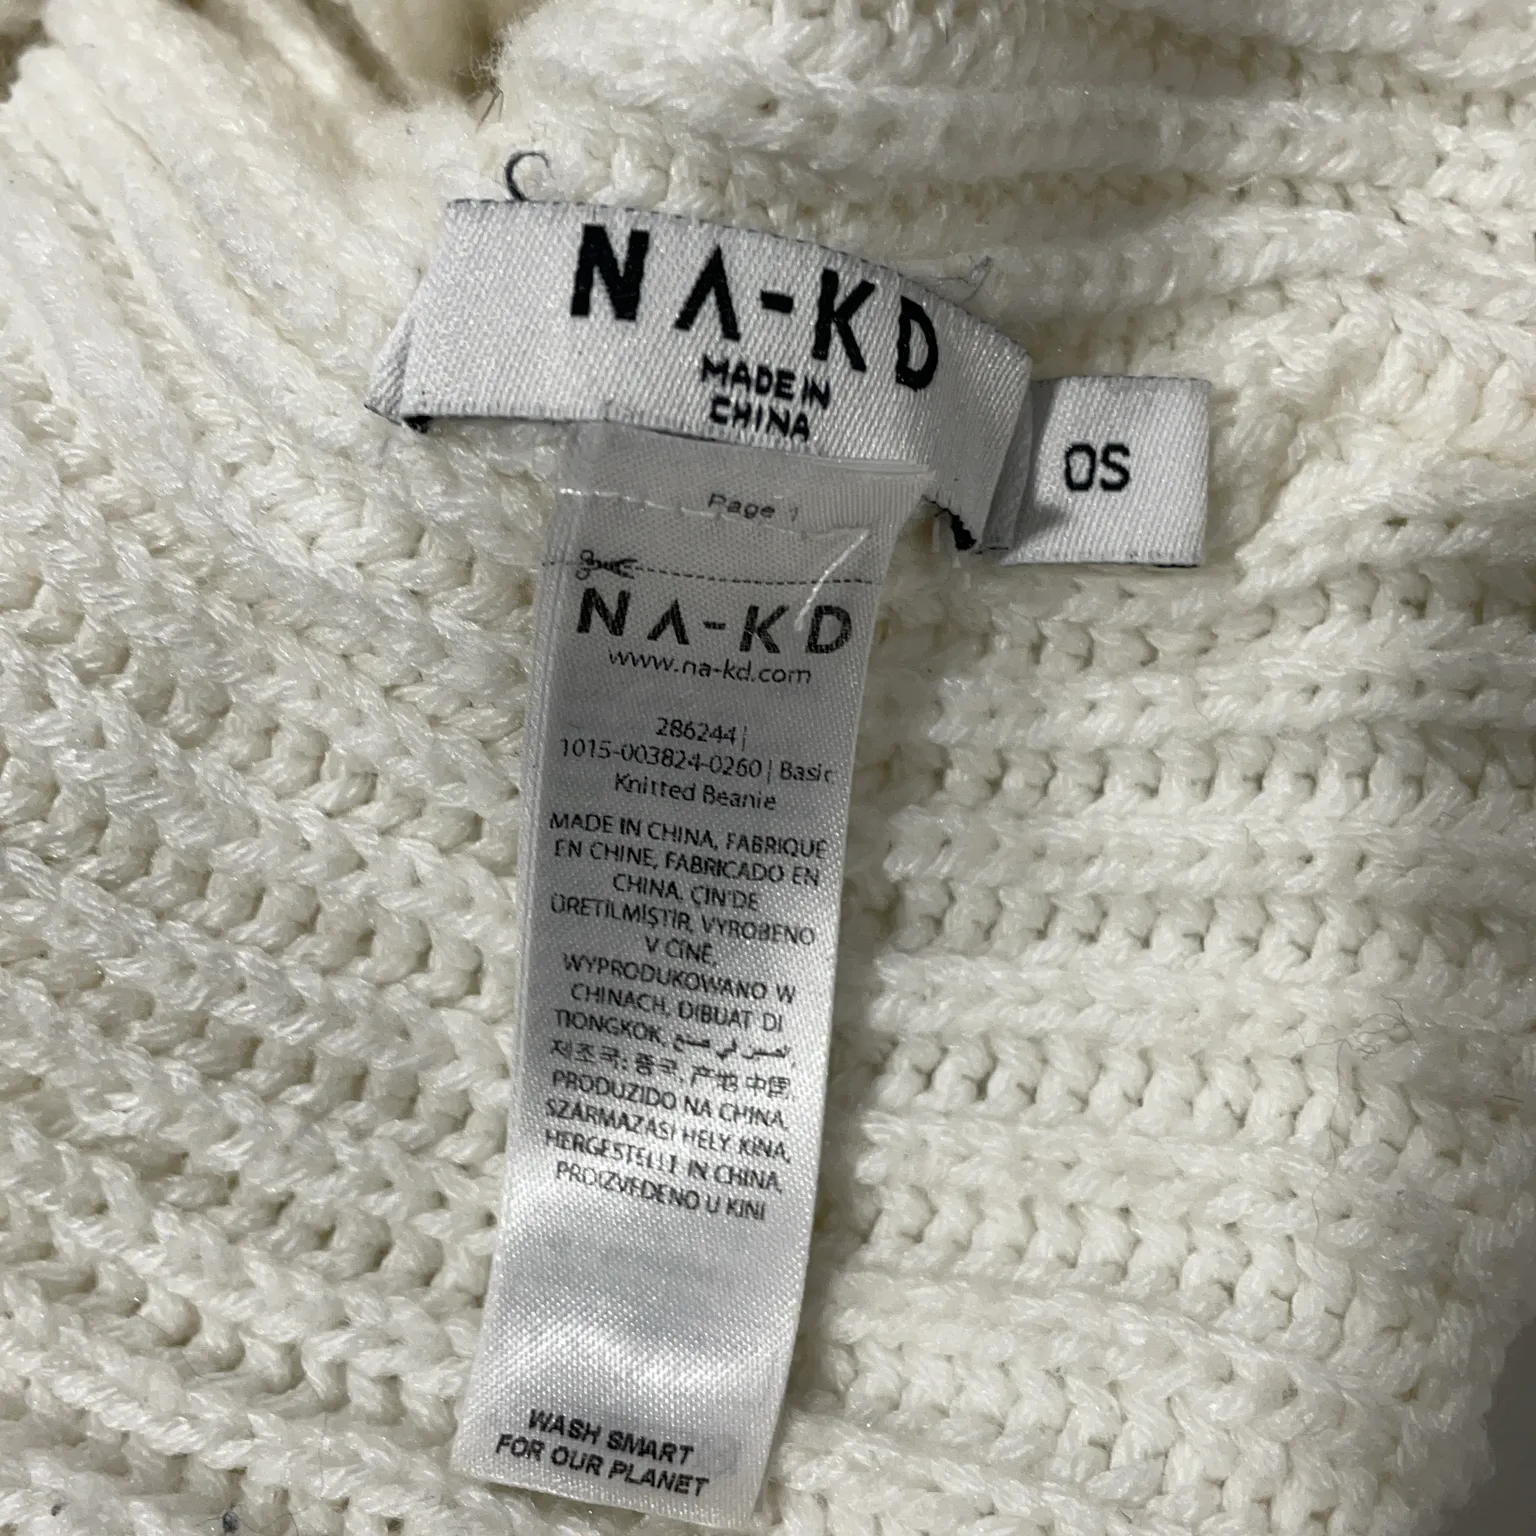 NA-KD
MADE IN
CHINA
OS
Page 1
NA-KD
www.na-kd.com
286244 |
1015-003824-0260 | Basic
Knitted Beanie
MADE IN CHINA, FABRIQUÉ
EN CHINE, FABRICADO EN
CHINA, ÇİN'DE
ÜRETİLMİŞTİR, VYROBENO
V ČÍNĚ,
WYPRODUKOWANO W
CHINACH, DIBUAT DI
TIONGKOK, صنع في الصين,
제조국: 중국, 产地 中国,
PRODUZIDO NA CHINA,
SZÁRMAZÁSI HELY KÍNA,
HERGESTELLT IN CHINA,
PROIZVEDENO U KINI
WASH SMART
FOR OUR PLANET